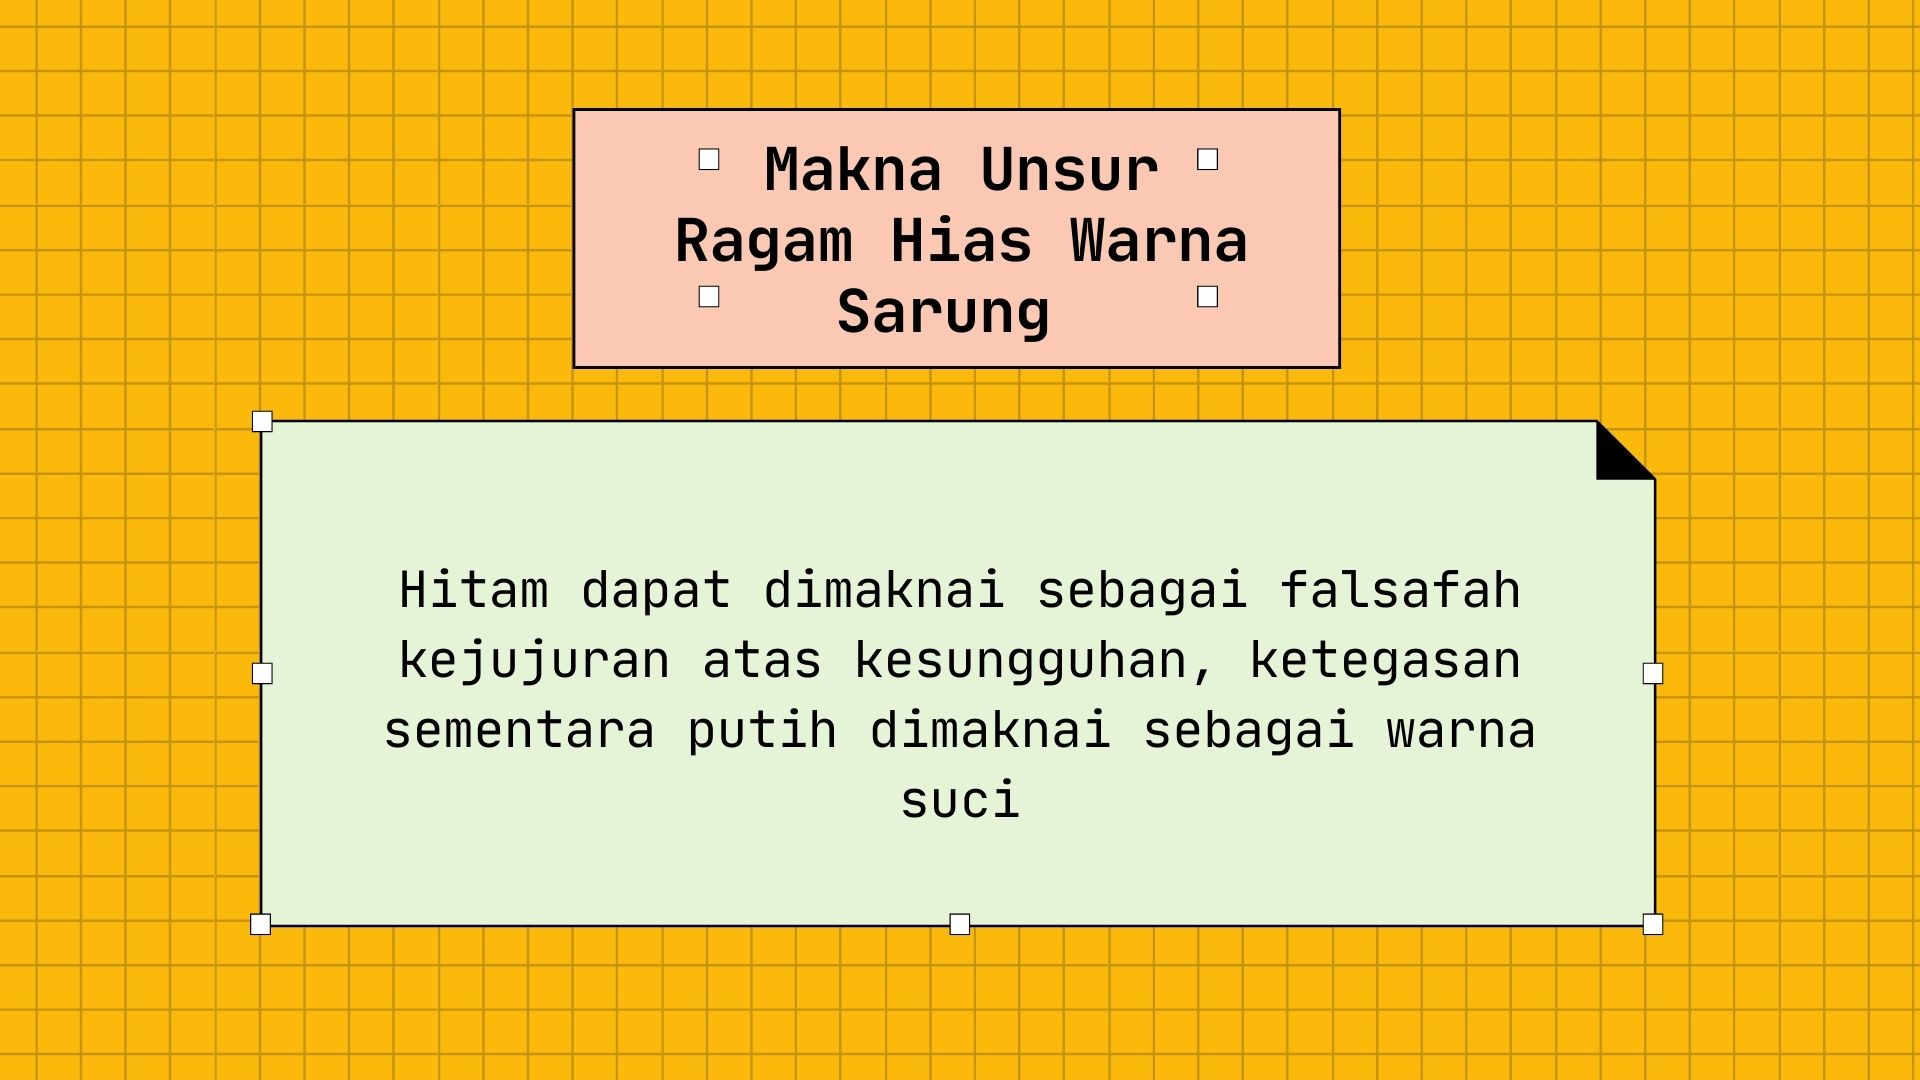 Makna Unsur
Ragam Hias Warna
Sarung
Hitam dapat dimaknai sebagai falsafah
kejujuran atas kesungguhan, ketegasan
sementara putih dimaknai sebagai warna
suci